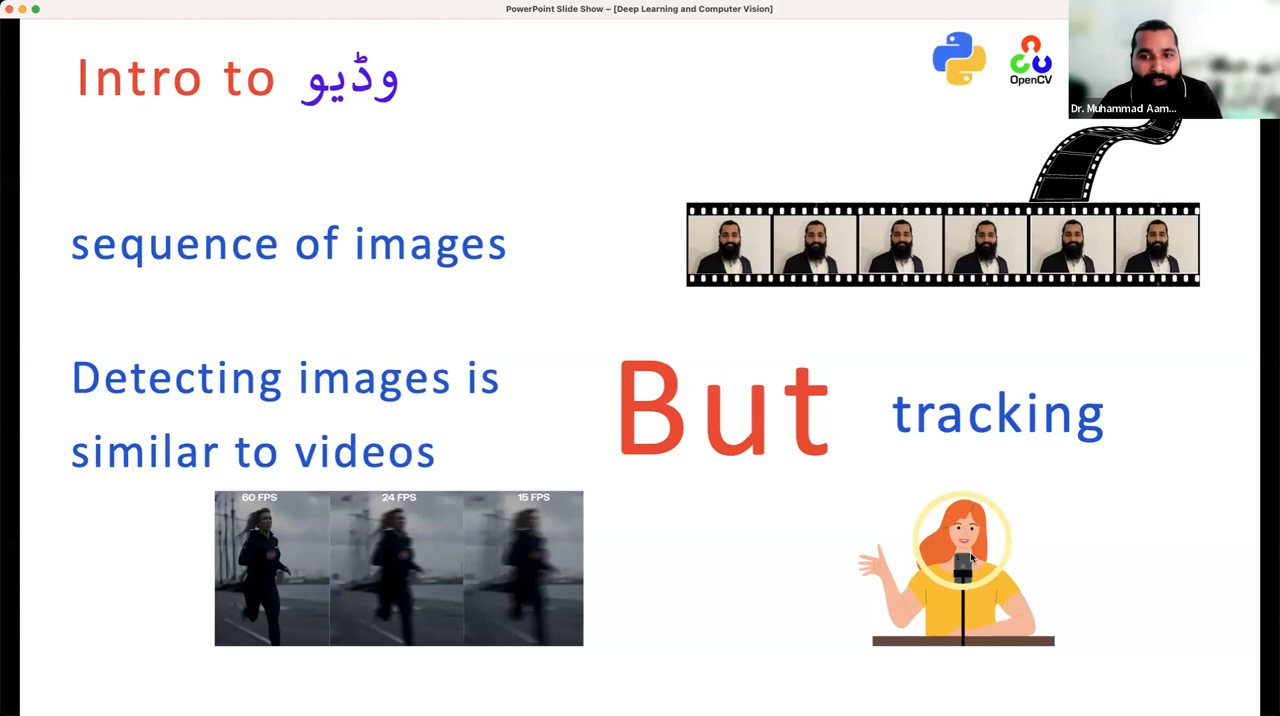 PowerPoint Slide Show – [Deep Learning and Computer Vision]
Intro to وڈیو
OpenCV
Dr. Muhammad Aam...
sequence of images
Detecting images is
similar to videos
But
tracking
60 FPS
24 FPS
15 FPS